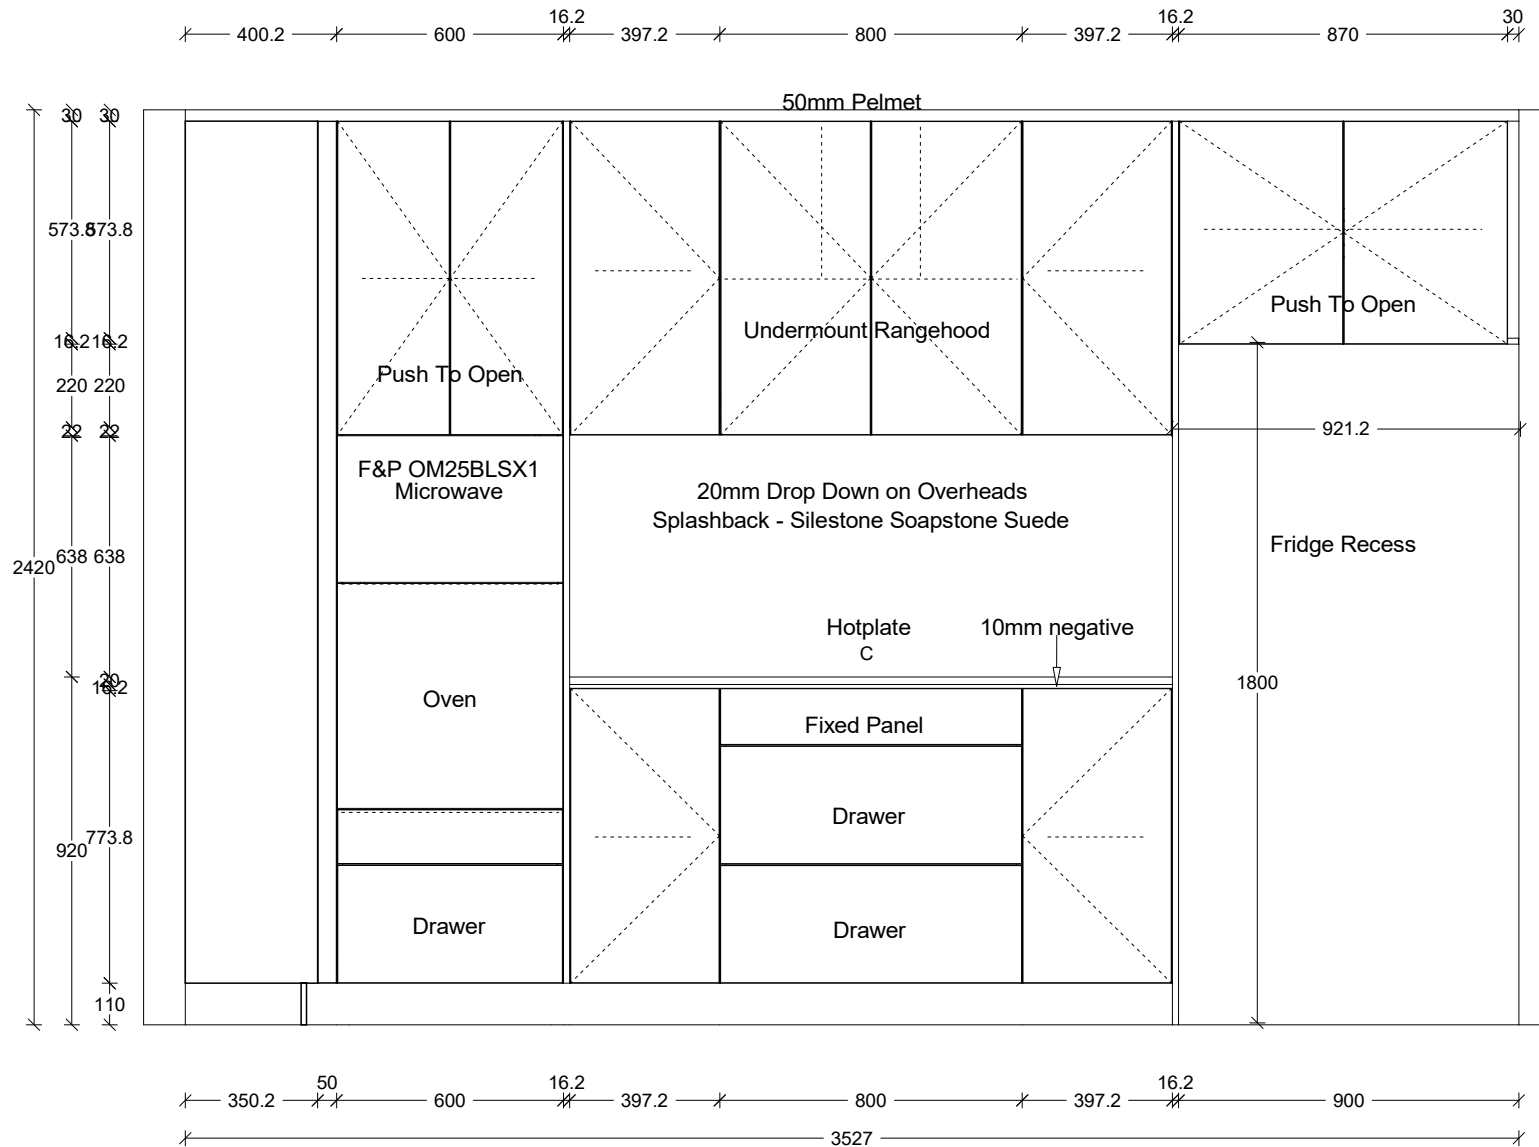 16.2 16.2 30
400.2 600 397.2 800 397.2 870
50mm Pelmet
30 30
573.8 573.8
Push To Open
Undermount Rangehood
16.2 16.2
Push To Open
220 220
22 22
921.2
F&P OM25BLSX1
Microwave
20mm Drop Down on Overheads
Splashback - Silestone Soapstone Suede
Fridge Recess
638 638
2420
Hotplate 10mm negative
C
20
16.2
1800
Oven
Fixed Panel
Drawer
773.8
920
Drawer
Drawer
110
50 16.2 16.2
350.2 600 397.2 800 397.2 900
3527